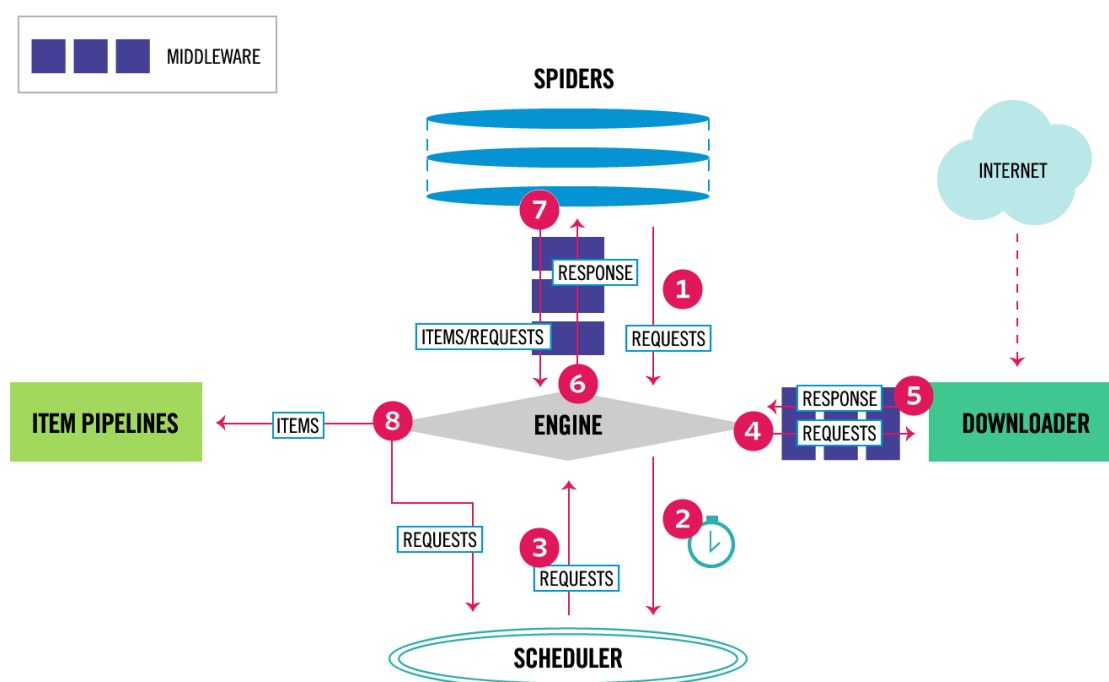 MIDDLEWARE
SPIDERS
INTERNET
7
RESPONSE
1
ITEMS/REQUESTS
REQUESTS
6
5
RESPONSE
ITEM PIPELINES
ITEMS
8
ENGINE
4
REQUESTS
DOWNLOADER
2
REQUESTS
3
REQUESTS
SCHEDULER